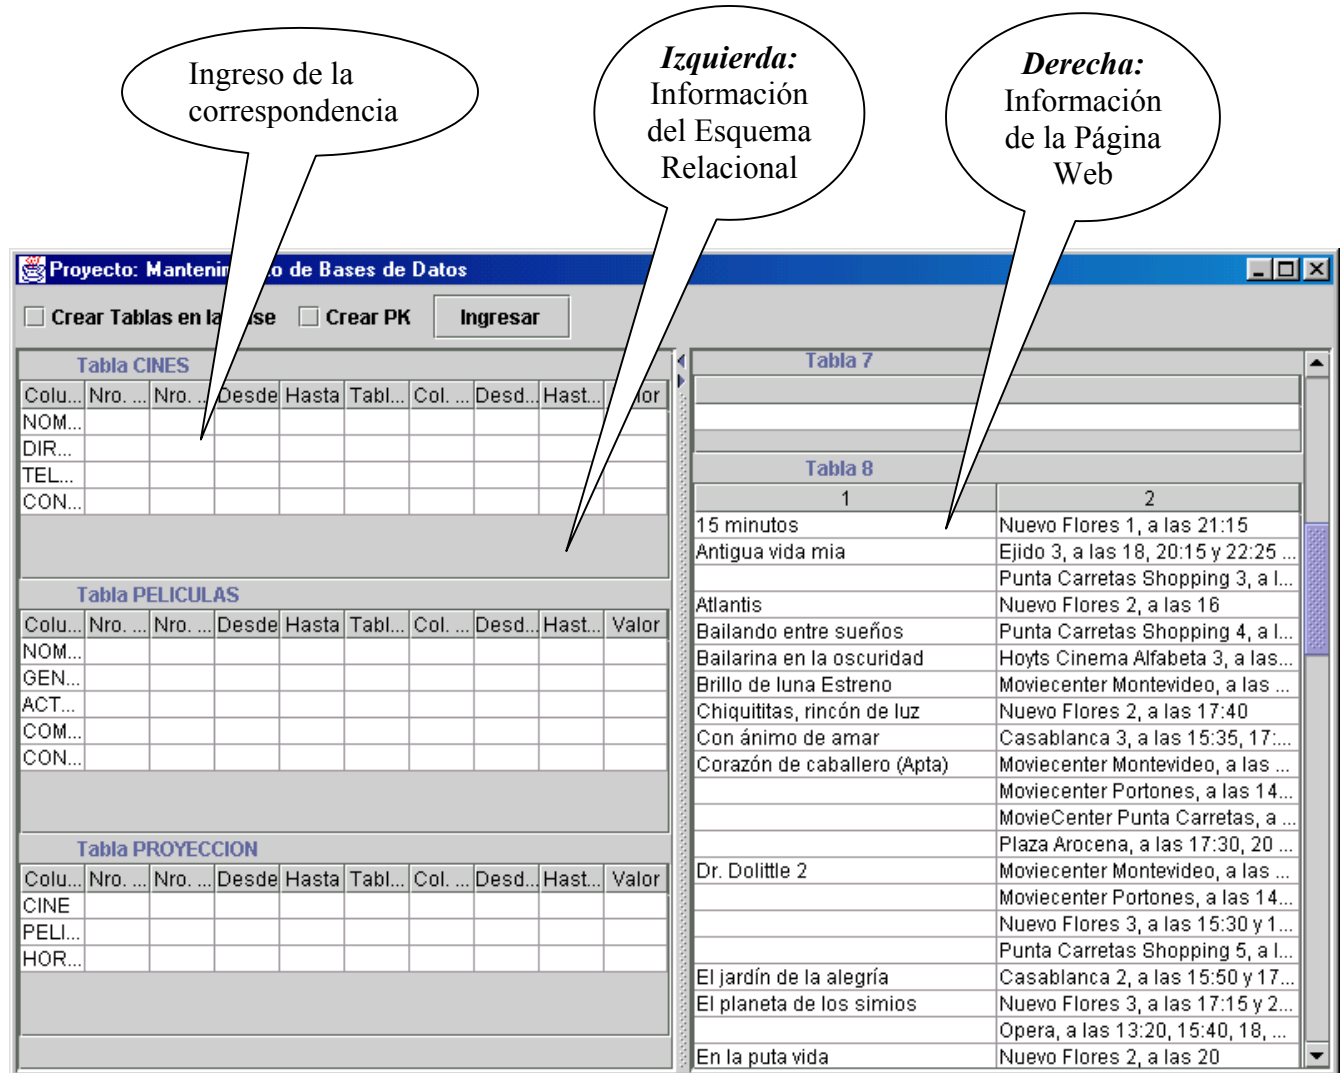 Ingreso de la
correspondencia
Izquierda:
Información
del Esquema
Relacional
Derecha:
Información
de la Página
Web
Proyecto: Manteni to de Bases de Datos
Crear Tablas en la se
Crear PK
Ingresar
Tabla CINES
Colu... Nro. ... Nro. ... Desde Hasta Tabl... Col. ... Desd... Hast... lor
NOM...
DIR...
TEL...
CON...
Tabla PELICULAS
Colu... Nro. ... Nro. ... Desde Hasta Tabl... Col. ... Desd... Hast... Valor
NOM...
GEN...
ACT...
COM...
CON...
Tabla PROYECCION
Colu... Nro. ... Nro. ... Desde Hasta Tabl... Col. ... Desd... Hast... Valor
CINE
PELI...
HOR...
Tabla 7
Tabla 8
1 2
15 minutos Nuevo Flores 1, a las 21:15
Antigua vida mia Ejido 3, a las 18, 20:15 y 22:25 ...
Punta Carretas Shopping 3, a l...
Atlantis Nuevo Flores 2, a las 16
Bailando entre sueños Punta Carretas Shopping 4, a l...
Bailarina en la oscuridad Hoyts Cinema Alfabeta 3, a las...
Brillo de luna Estreno Moviecenter Montevideo, a las ...
Chiquititas, rincón de luz Nuevo Flores 2, a las 17:40
Con ánimo de amar Casablanca 3, a las 15:35, 17:...
Corazón de caballero (Apta) Moviecenter Montevideo, a las ...
Moviecenter Portones, a las 14...
MovieCenter Punta Carretas, a ...
Plaza Arocena, a las 17:30, 20 ...
Dr. Dolittle 2 Moviecenter Montevideo, a las ...
Moviecenter Portones, a las 14...
Nuevo Flores 3, a las 15:30 y 1...
Punta Carretas Shopping 5, a l...
El jardín de la alegría Casablanca 2, a las 15:50 y 17...
El planeta de los simios Nuevo Flores 3, a las 17:15 y 2...
Opera, a las 13:20, 15:40, 18, ...
En la puta vida Nuevo Flores 2, a las 20